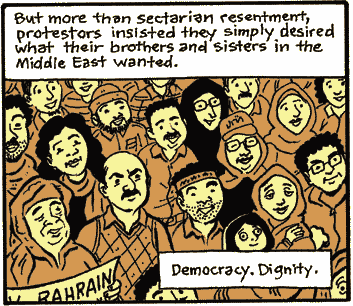 But more than sectarian resentment,
protestors insisted they simply desired
what their brothers and sisters in the
Middle East wanted.
BAHRAIN
Democracy. Dignity.